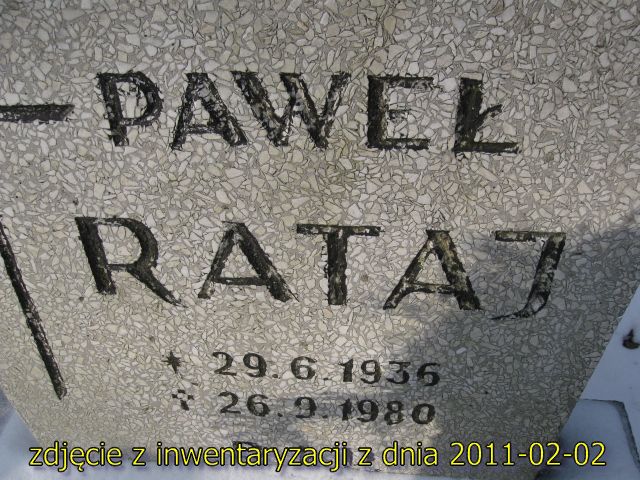 PAWEŁ
RATAJ
* 29.6.1936
✝ 26.9.1980
zdjęcie z inwentaryzacji z dnia 2011-02-02